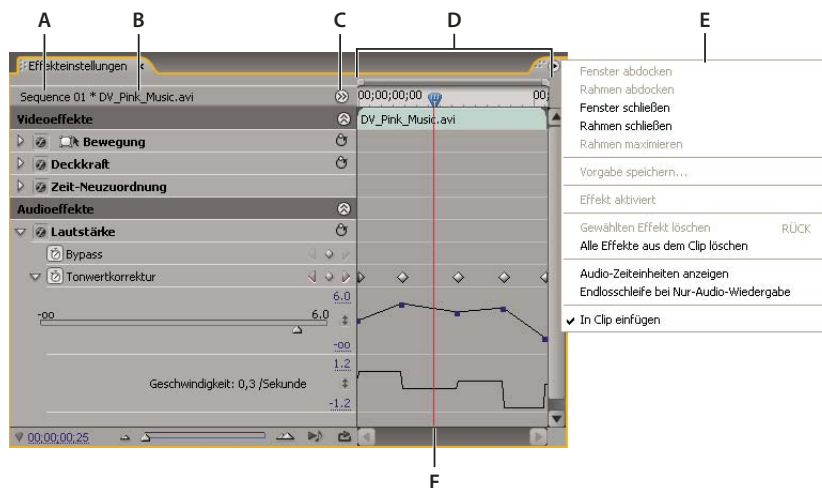 A B C D E
Effekteinstellungen ×
Sequence 01 * DV_Pink_Music.avi
00;00;00;00 00;
Videoeffekte
DV_Pink_Music.avi
Bewegung
Deckkraft
Zeit-Neuzuordnung
Audioeffekte
Lautstärke
Bypass
Tonwertkorrektur
6.0
-oo 6.0
-oo
1.2
Geschwindigkeit: 0,3 /Sekunde
-1.2
00;00;00;25
Fenster abdocken
Rahmen abdocken
Fenster schließen
Rahmen schließen
Rahmen maximieren
Vorgabe speichern...
Effekt aktiviert
Gewählten Effekt löschen RÜCK
Alle Effekte aus dem Clip löschen
Audio-Zeiteinheiten anzeigen
Endlosschleife bei Nur-Audio-Wiedergabe
In Clip einfügen
F